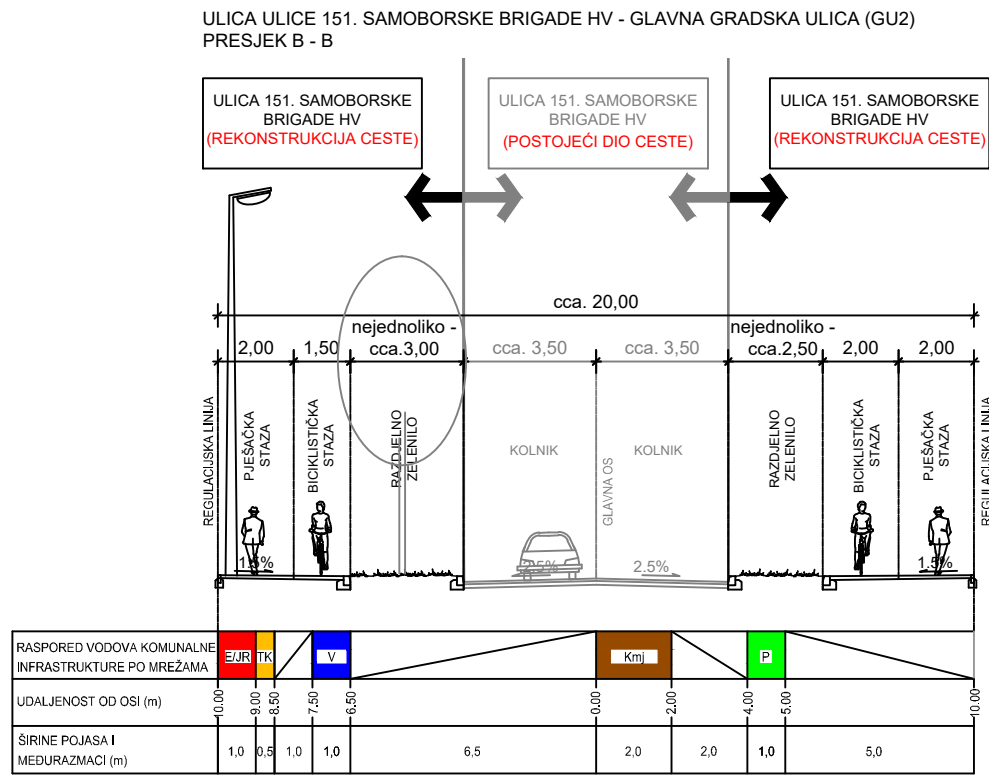 ULICA ULICE 151. SAMOBORSKE BRIGADE HV - GLAVNA GRADSKA ULICA (GU2)
PRESJEK B - B
ULICA 151. SAMOBORSKE
BRIGADE HV
(REKONSTRUKCIJA CESTE)
ULICA 151. SAMOBORSKE
BRIGADE HV
(POSTOJEĆI DIO CESTE)
ULICA 151. SAMOBORSKE
BRIGADE HV
(REKONSTRUKCIJA CESTE)
cca. 20,00
nejednoliko -
nejednoliko -
2,00 1,50 cca.3,00 cca. 3,50 cca. 3,50 cca.2,50 2,00 2,00
REGULACIJSKA LINIJA
PJEŠAČKA
STAZA
BICIKLISTIČKA
STAZA
RAZDJELNO
ZELENILO
KOLNIK
GLAVNA OS
KOLNIK
RAZDJELNO
ZELENILO
BICIKLISTIČKA
STAZA
PJEŠAČKA
STAZA
REGULACIJSKA LINIJA
1.5% 2.5% 2.5% 1.5%
RASPORED VODOVA KOMUNALNE
INFRASTRUKTURE PO MREŽAMA
E/JR TK V Kmj P
UDALJENOST OD OSI (m)
10.00 9.00 8.50 7.50 6.50 0.00 2.00 4.00 5.00 10.00
ŠIRINE POJASA I
MEĐURAZMACI (m)
1,0 0,5 1,0 1,0 6,5 2,0 2,0 1,0 5,0